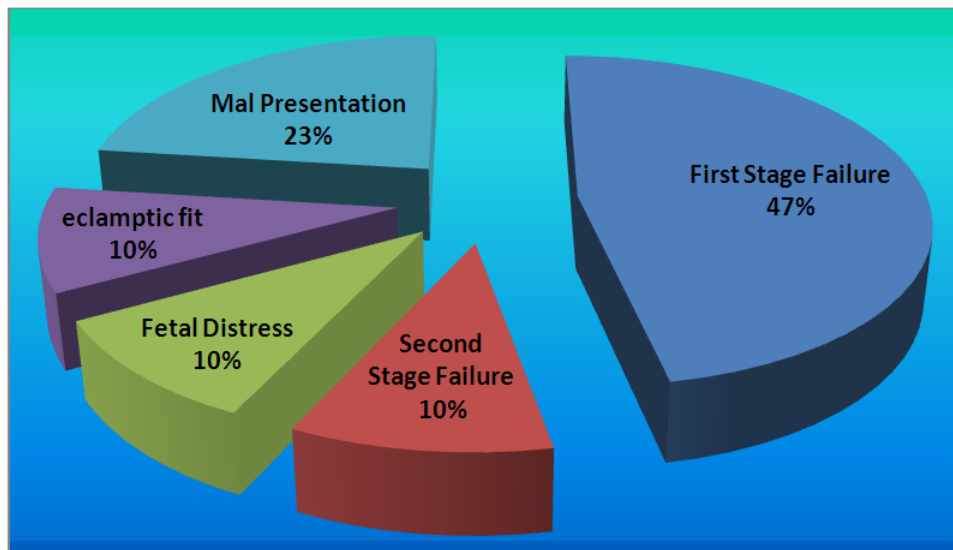 Mal Presentation
23%
First Stage Failure
47%
eclamptic fit
10%
Fetal Distress
10%
Second
Stage Failure
10%